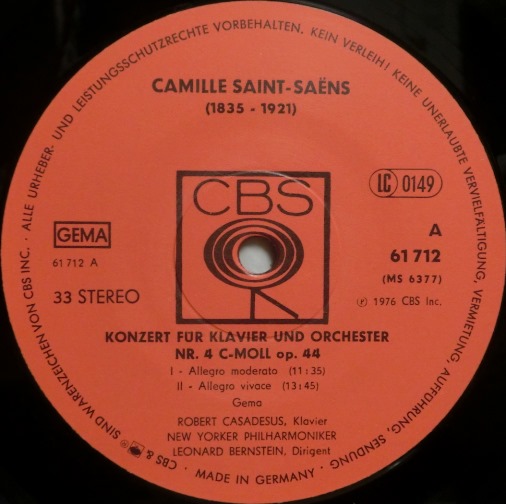 ALLE URHEBER- UND LEISTUNGSSCHUTZRECHTE VORBEHALTEN. KEIN VERLEIH! KEINE UNERLAUBTE VERVIELFÄLTIGUNG, VERMIETUNG, AUFFÜHRUNG, SENDUNG
CAMILLE SAINT-SAËNS
(1835 - 1921)
CBS
LC 0149
GEMA
61 712 A
33 STEREO
A
61 712
(MS 6377)
℗ 1976 CBS Inc.
KONZERT FÜR KLAVIER UND ORCHESTER
NR. 4 C-MOLL op. 44
I - Allegro moderato (11:35)
II - Allegro vivace (13:45)
Gema
ROBERT CASADESUS, Klavier
NEW YORKER PHILHARMONIKER
LEONARD BERNSTEIN, Dirigent
CBS & ® SIND WARENZEICHEN VON CBS INC. · MADE IN GERMANY ·